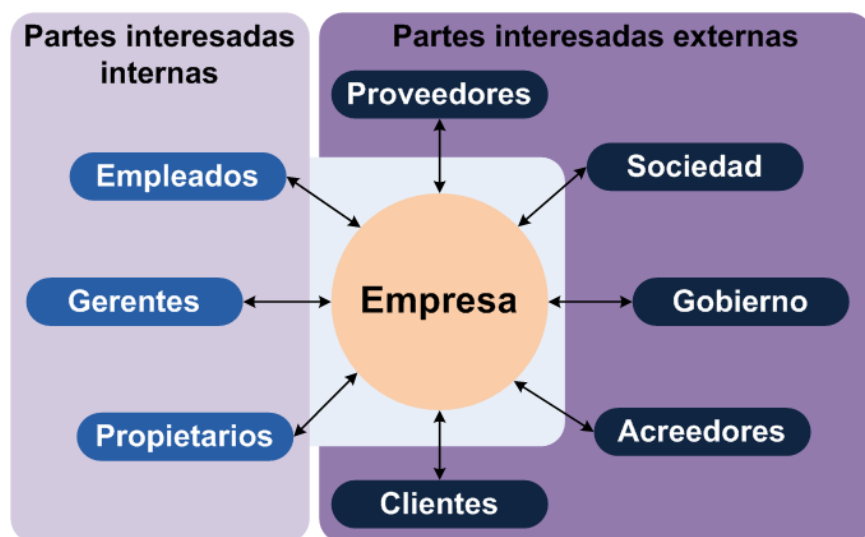 Partes interesadas
internas
Partes interesadas externas
Proveedores
Empleados
Sociedad
Gerentes
Empresa
Gobierno
Propietarios
Acreedores
Clientes